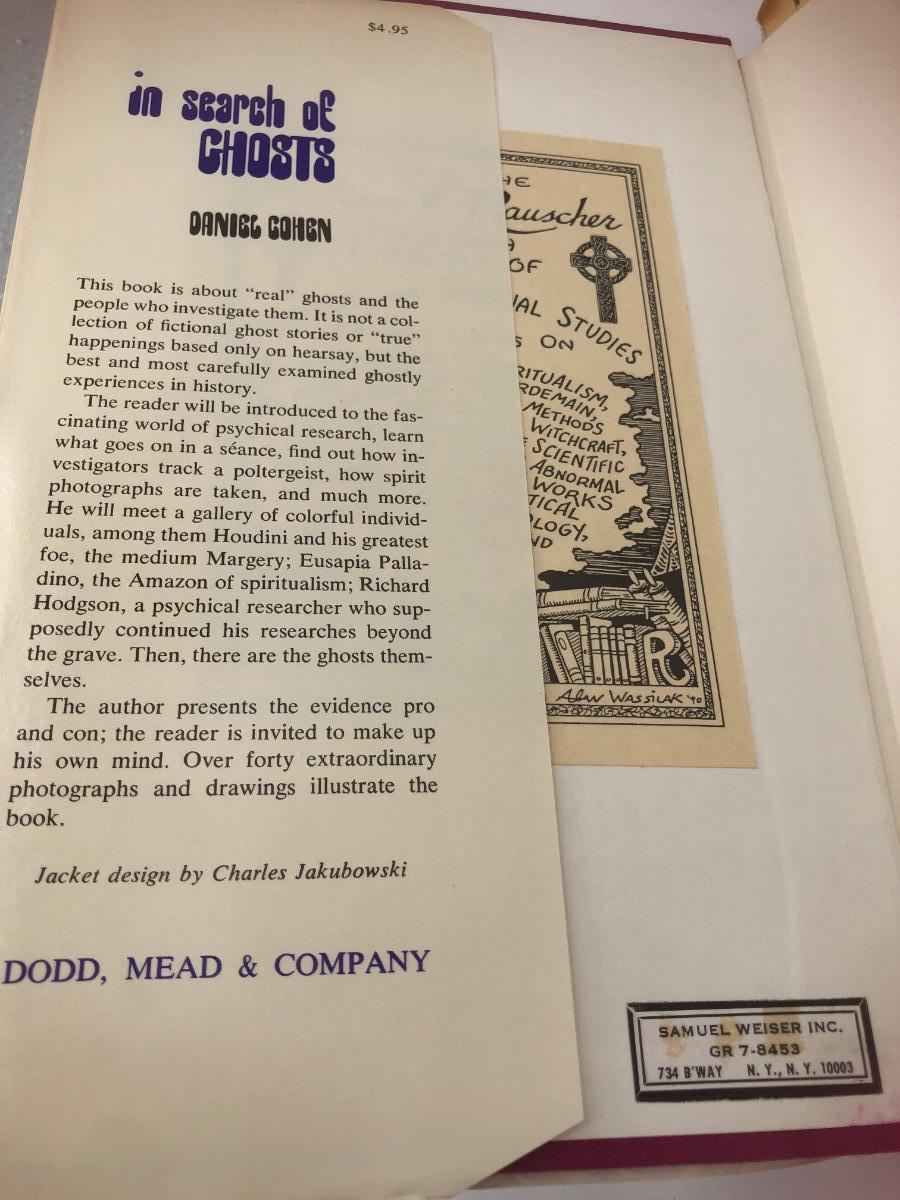 $4.95
in search of
GHOSTS
DANIEL COHEN
This book is about “real” ghosts and the
people who investigate them. It is not a col-
lection of fictional ghost stories or “true”
happenings based only on hearsay, but the
best and most carefully examined ghostly
experiences in history.
The reader will be introduced to the fas-
cinating world of psychical research, learn
what goes on in a séance, find out how in-
vestigators track a poltergeist, how spirit
photographs are taken, and much more.
He will meet a gallery of colorful individ-
uals, among them Houdini and his greatest
foe, the medium Margery; Eusapia Palla-
dino, the Amazon of spiritualism; Richard
Hodgson, a psychical researcher who sup-
posedly continued his researches beyond
the grave. Then, there are the ghosts them-
selves.
The author presents the evidence pro
and con; the reader is invited to make up
his own mind. Over forty extraordinary
photographs and drawings illustrate the
book.
Jacket design by Charles Jakubowski
DODD, MEAD & COMPANY
HE
auscher
OF
AL STUDIES
S ON
RITUALISM,
RDEMAIN,
METHODS
WITCHCRAFT,
SCIENTIFIC
ABNORMAL
WORKS
TICAL
LOGY,
ND
R
Alan Wassilak '90
SAMUEL WEISER INC.
GR 7-8453
734 B'WAY N. Y., N. Y. 10003